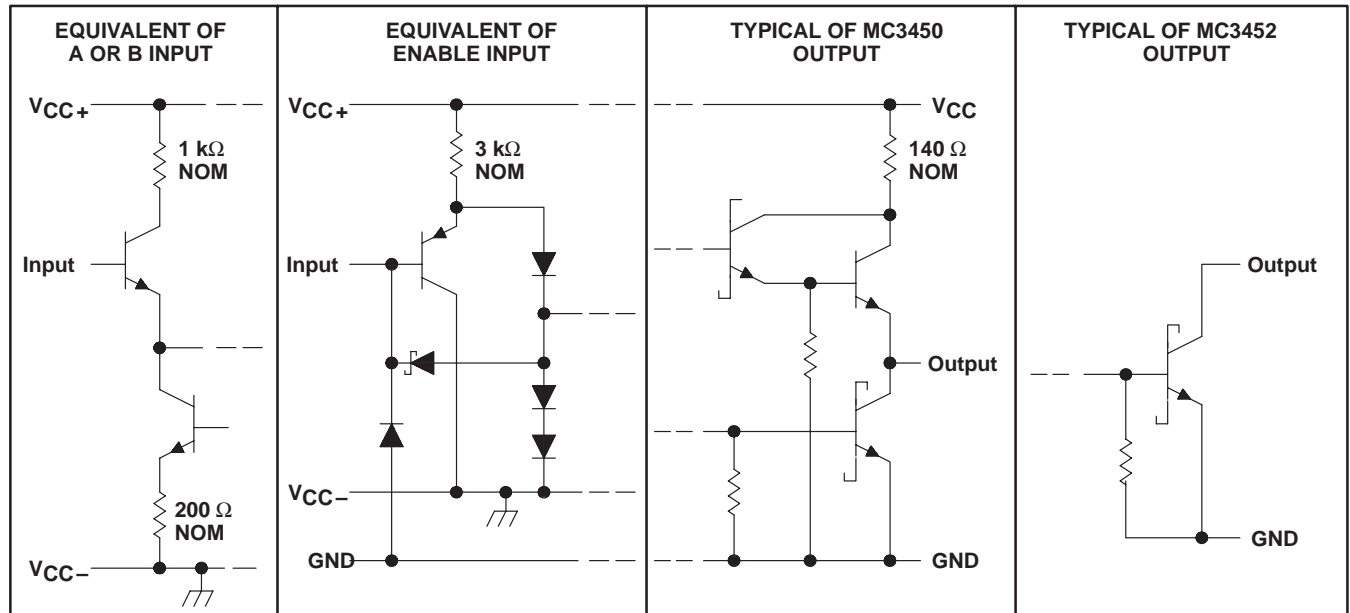 EQUIVALENT OF
A OR B INPUT
VCC+
1 kΩ
NOM
Input
200 Ω
NOM
VCC−
EQUIVALENT OF
ENABLE INPUT
VCC+
3 kΩ
NOM
Input
VCC−
GND
TYPICAL OF MC3450
OUTPUT
VCC
140 Ω
NOM
Output
GND
TYPICAL OF MC3452
OUTPUT
Output
GND